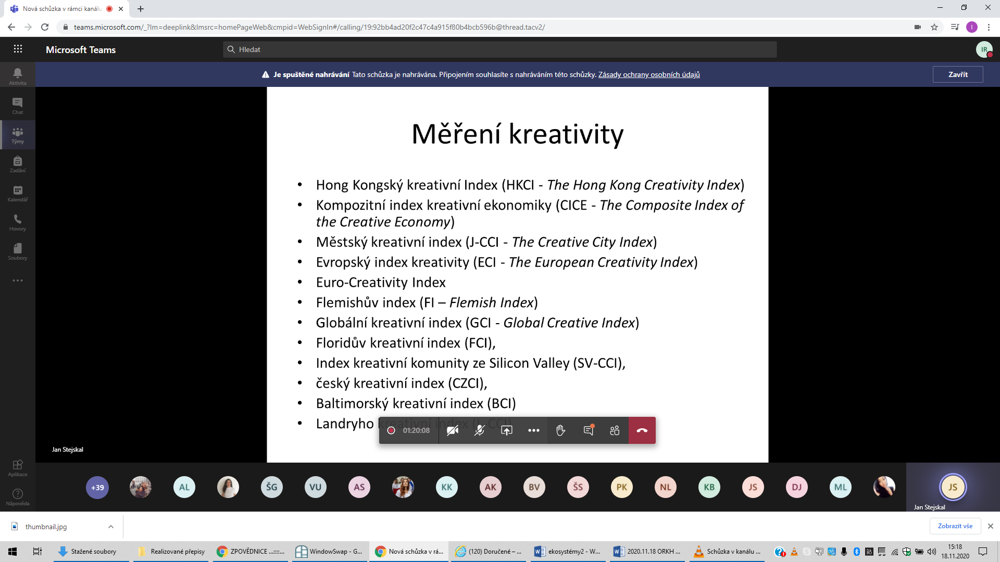 Nová schůzka v rámci kanálu
teams.microsoft.com/_?lm=deeplink&lmsrc=homePageWeb&cmpid=WebSignIn#/calling/19:92bb4ad20f2c47c4a915f80b4bcb596b@thread.tacv2/
I
Microsoft Teams
Hledat
IR
Je spuštěné nahrávání Tato schůzka je nahrávána. Připojením souhlasíte s nahráváním této schůzky. Zásady ochrany osobních údajů
Zavřít
Aktivita
Chat
Týmy
Zadání
Kalendář
Hovory
Soubory
Aplikace
Nápověda
Měření kreativity
• Hong Kongský kreativní Index (HKCI - The Hong Kong Creativity Index)
• Kompozitní index kreativní ekonomiky (CICE - The Composite Index of
the Creative Economy)
• Městský kreativní index (J-CCI - The Creative City Index)
• Evropský index kreativity (ECI - The European Creativity Index)
• Euro-Creativity Index
• Flemishův index (FI – Flemish Index)
• Globální kreativní index (GCI - Global Creative Index)
• Floridův kreativní index (FCI),
• Index kreativní komunity ze Silicon Valley (SV-CCI),
• český kreativní index (CZCI),
• Baltimorský kreativní index (BCI)
• Landryho kreativní index (L-CCI)
01:20:08
Jan Stejskal
+39 AL ŠG VU AS KK AK BV ŠS PK NL KB JS DJ ML JS
Jan Stejskal
thumbnail.jpg
Zobrazit vše
Stažené soubory
Realizované přepisy
ZPOVĚDNICE ...::::...
WindowSwap - G...
Nová schůzka v rá...
(120) Doručené – ...
ekosystémy2 - W...
2020.11.18 ORKH ...
Schůzka v kanálu ...
15:18
18.11.2020